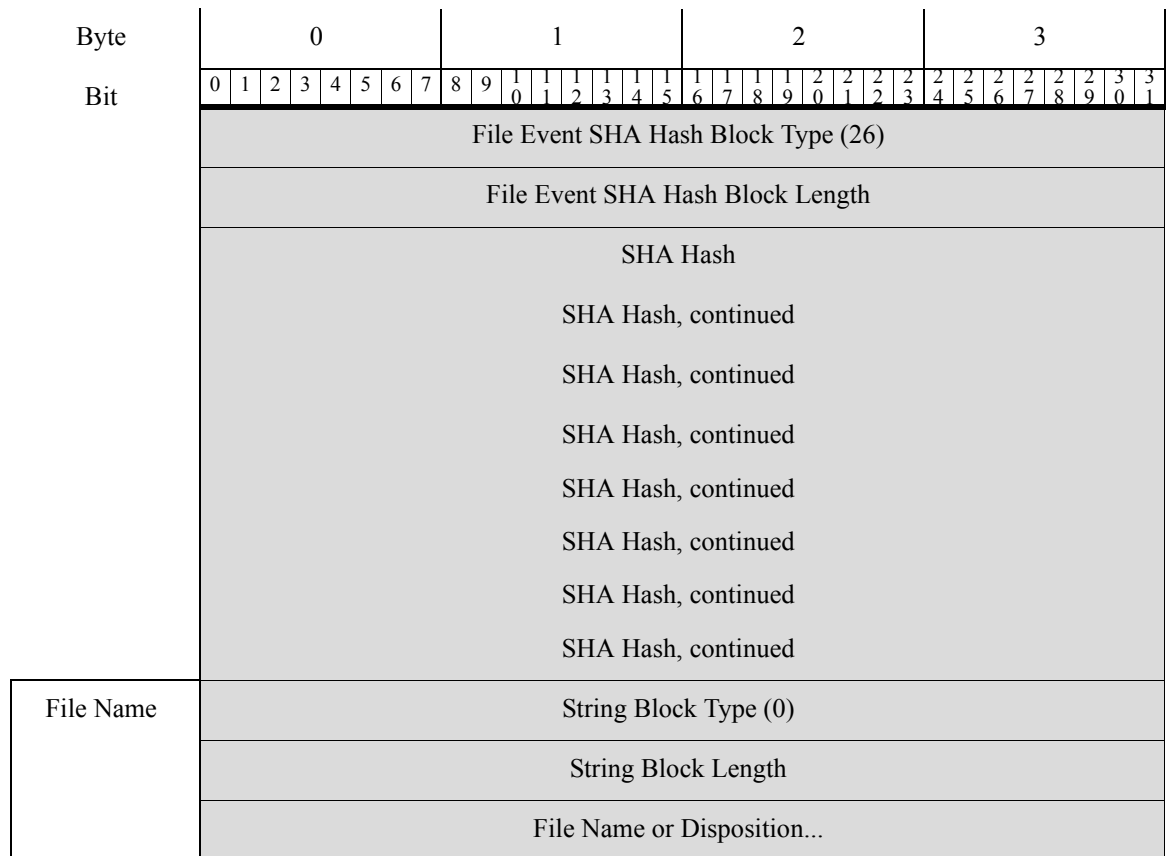 Byte 0 1 2 3
Bit 0 1 2 3 4 5 6 7 8 9 10 11 12 13 14 15 16 17 18 19 20 21 22 23 24 25 26 27 28 29 30 31
File Event SHA Hash Block Type (26)
File Event SHA Hash Block Length
SHA Hash
SHA Hash, continued
SHA Hash, continued
SHA Hash, continued
SHA Hash, continued
SHA Hash, continued
SHA Hash, continued
SHA Hash, continued
File Name String Block Type (0)
String Block Length
File Name or Disposition...